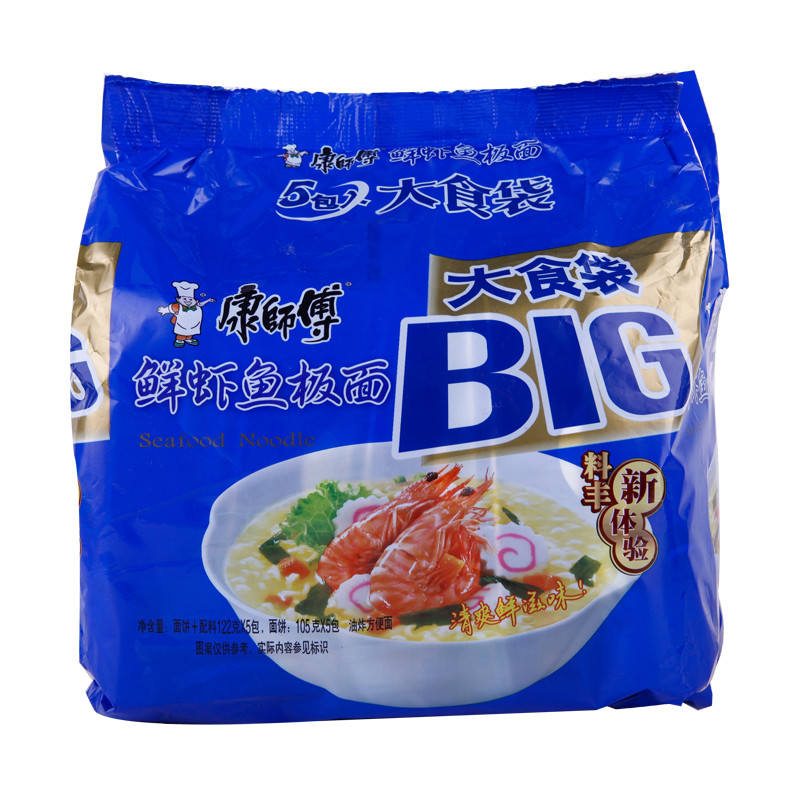 康師傅 鲜虾鱼板面
5包入 大食袋
大食袋
BIG
康師傅
鲜虾鱼板面
Seafood Noodle
料丰
新体验
清爽鲜滋味!
净含量: 面饼+配料122克X5包, 面饼: 105克X5包 油炸方便面
图案仅供参考, 实际内容参见标识
G